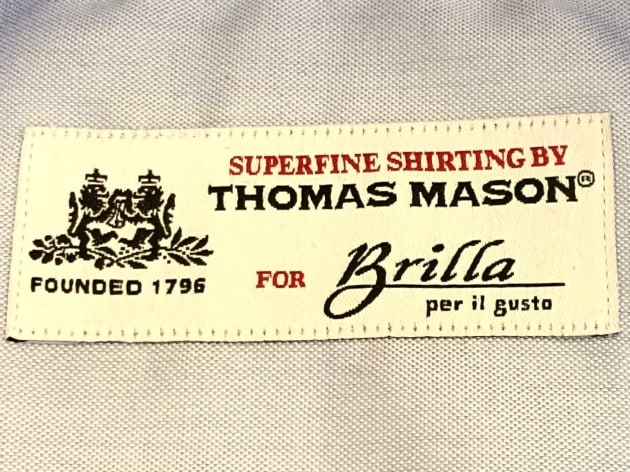 SUPERFINE SHIRTING BY
THOMAS MASON®
FOUNDED 1796
FOR Brilla
per il gusto